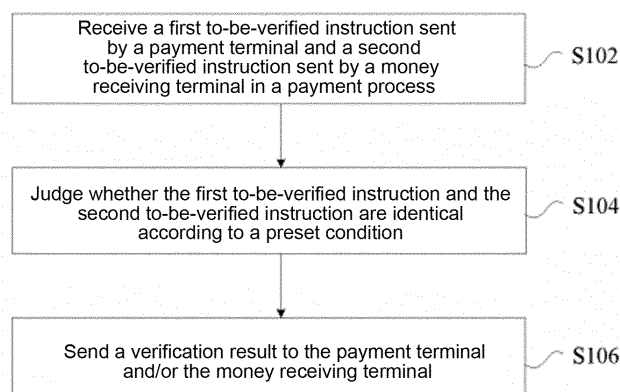 Receive a first to-be-verified instruction sent
by a payment terminal and a second
to-be-verified instruction sent by a money
receiving terminal in a payment process
S102
Judge whether the first to-be-verified instruction and the
second to-be-verified instruction are identical
according to a preset condition
S104
Send a verification result to the payment terminal
and/or the money receiving terminal
S106